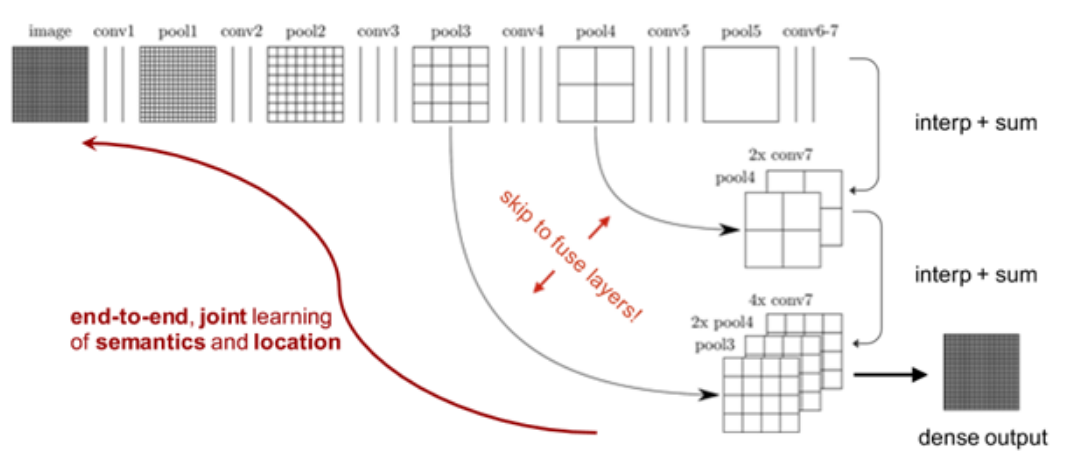 image conv1 pool1 conv2 pool2 conv3 pool3 conv4 pool4 conv5 pool5 conv6-7
interp + sum
2x conv7
pool4
skip to fuse layers!
interp + sum
4x conv7
2x pool4
pool3
end-to-end, joint learning
of semantics and location
dense output